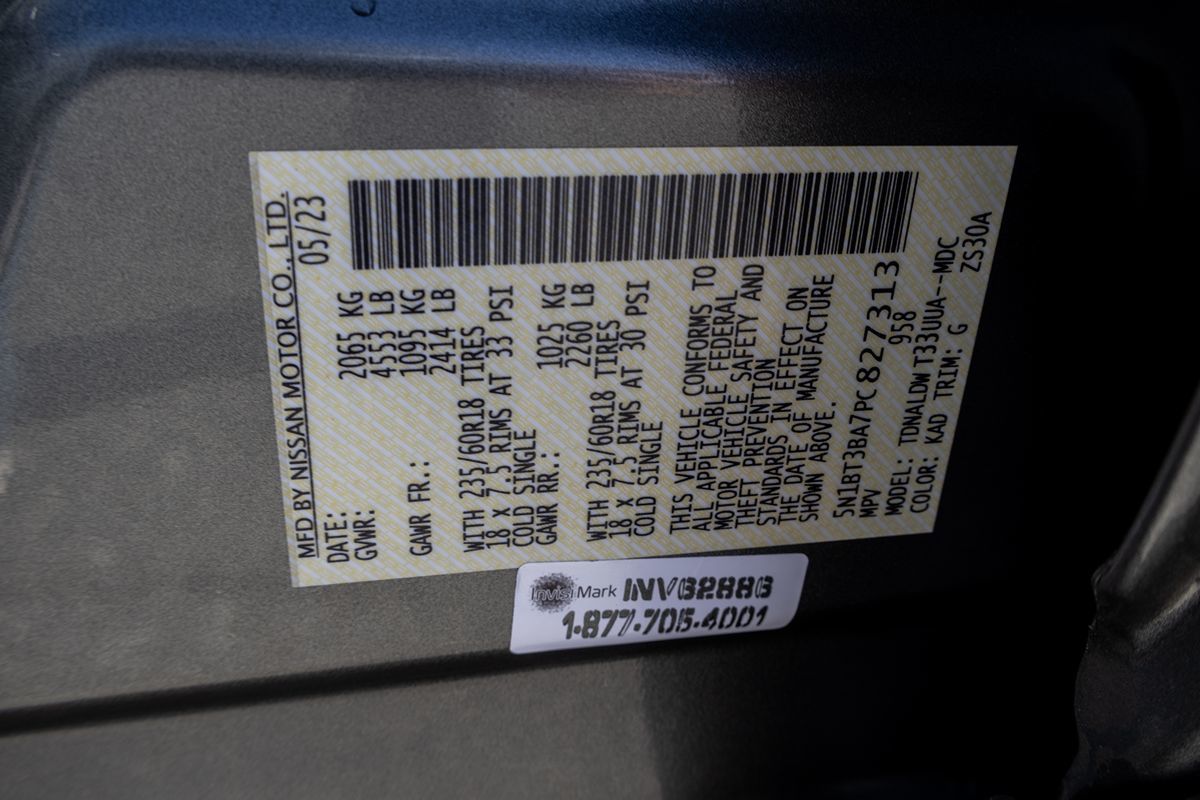 MFD BY NISSAN MOTOR CO., LTD.
DATE: 05/23
GVWR: 2065 KG
4553 LB
GAWR FR.: 1095 KG
2414 LB
WITH 235/60R18 TIRES
18 X 7.5 RIMS AT 33 PSI
COLD SINGLE
GAWR RR.: 1025 KG
2260 LB
WITH 235/60R18 TIRES
18 X 7.5 RIMS AT 30 PSI
COLD SINGLE
THIS VEHICLE CONFORMS TO
ALL APPLICABLE FEDERAL
MOTOR VEHICLE SAFETY AND
THEFT PREVENTION
STANDARDS IN EFFECT ON
THE DATE OF MANUFACTURE
SHOWN ABOVE.
5N1BT3BA7PC827313
MPV 958
MODEL: TDNALDW T33UUA--MDC
COLOR: KAD TRIM: G ZS30A
InvisiMark INV62886
1-877-705-4001